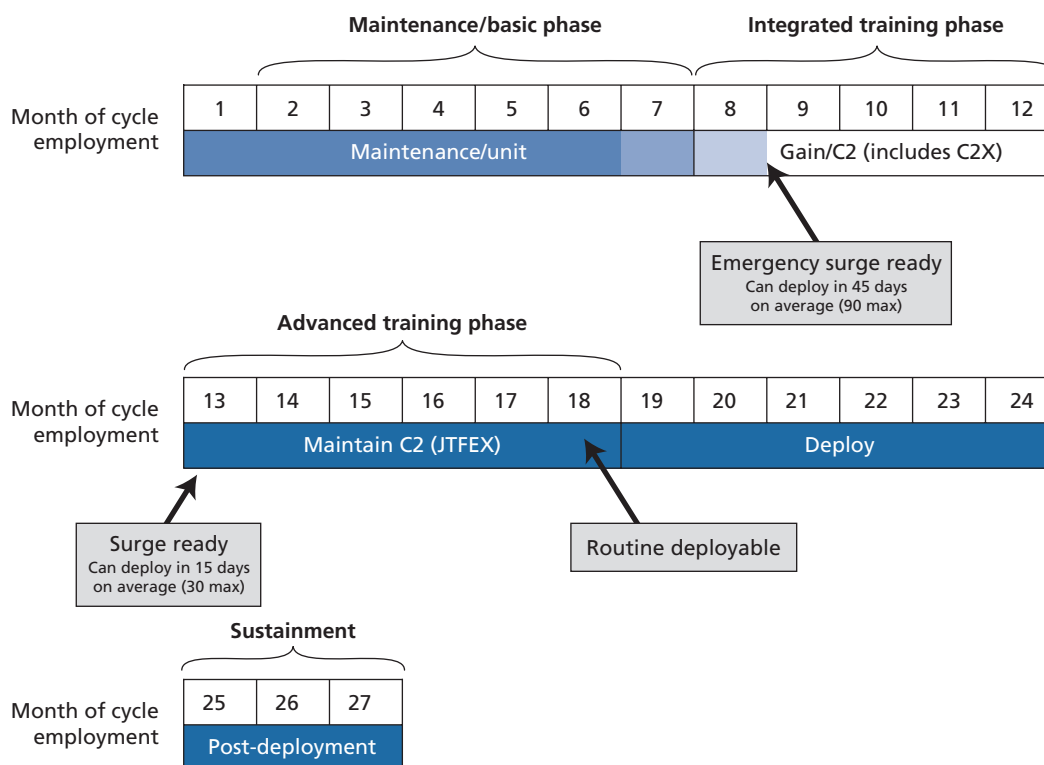 Maintenance/basic phase
Integrated training phase
Month of cycle
employment
1 2 3 4 5 6 7 8 9 10 11 12
Maintenance/unit
Gain/C2 (includes C2X)
Emergency surge ready
Can deploy in 45 days
on average (90 max)
Advanced training phase
Month of cycle
employment
13 14 15 16 17 18 19 20 21 22 23 24
Maintain C2 (JTFEX)
Deploy
Surge ready
Can deploy in 15 days
on average (30 max)
Routine deployable
Sustainment
Month of cycle
employment
25 26 27
Post-deployment